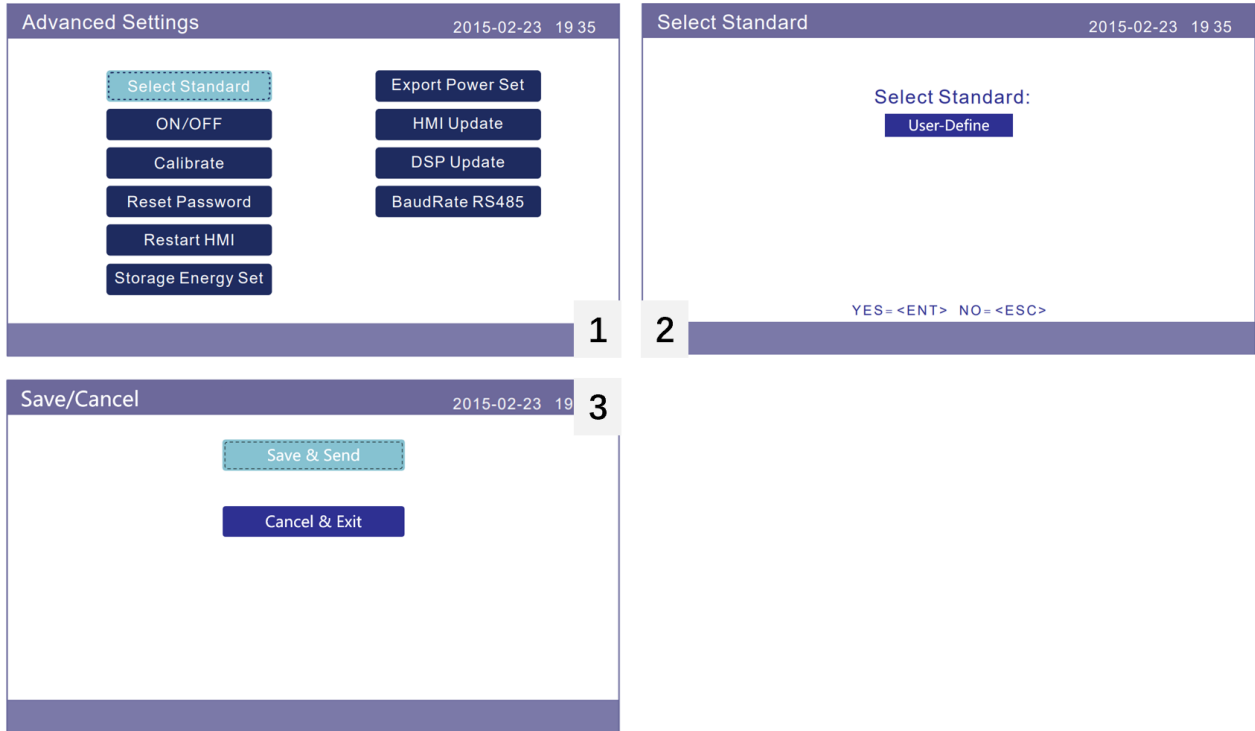 Advanced Settings
2015-02-23 19 35
Select Standard
ON/OFF
Calibrate
Reset Password
Restart HMI
Storage Energy Set
Export Power Set
HMI Update
DSP Update
BaudRate RS485
1
Select Standard
2015-02-23 19 35
Select Standard:
User-Define
YES=<ENT> NO=<ESC>
2
Save/Cancel
2015-02-23 19
3
Save & Send
Cancel & Exit